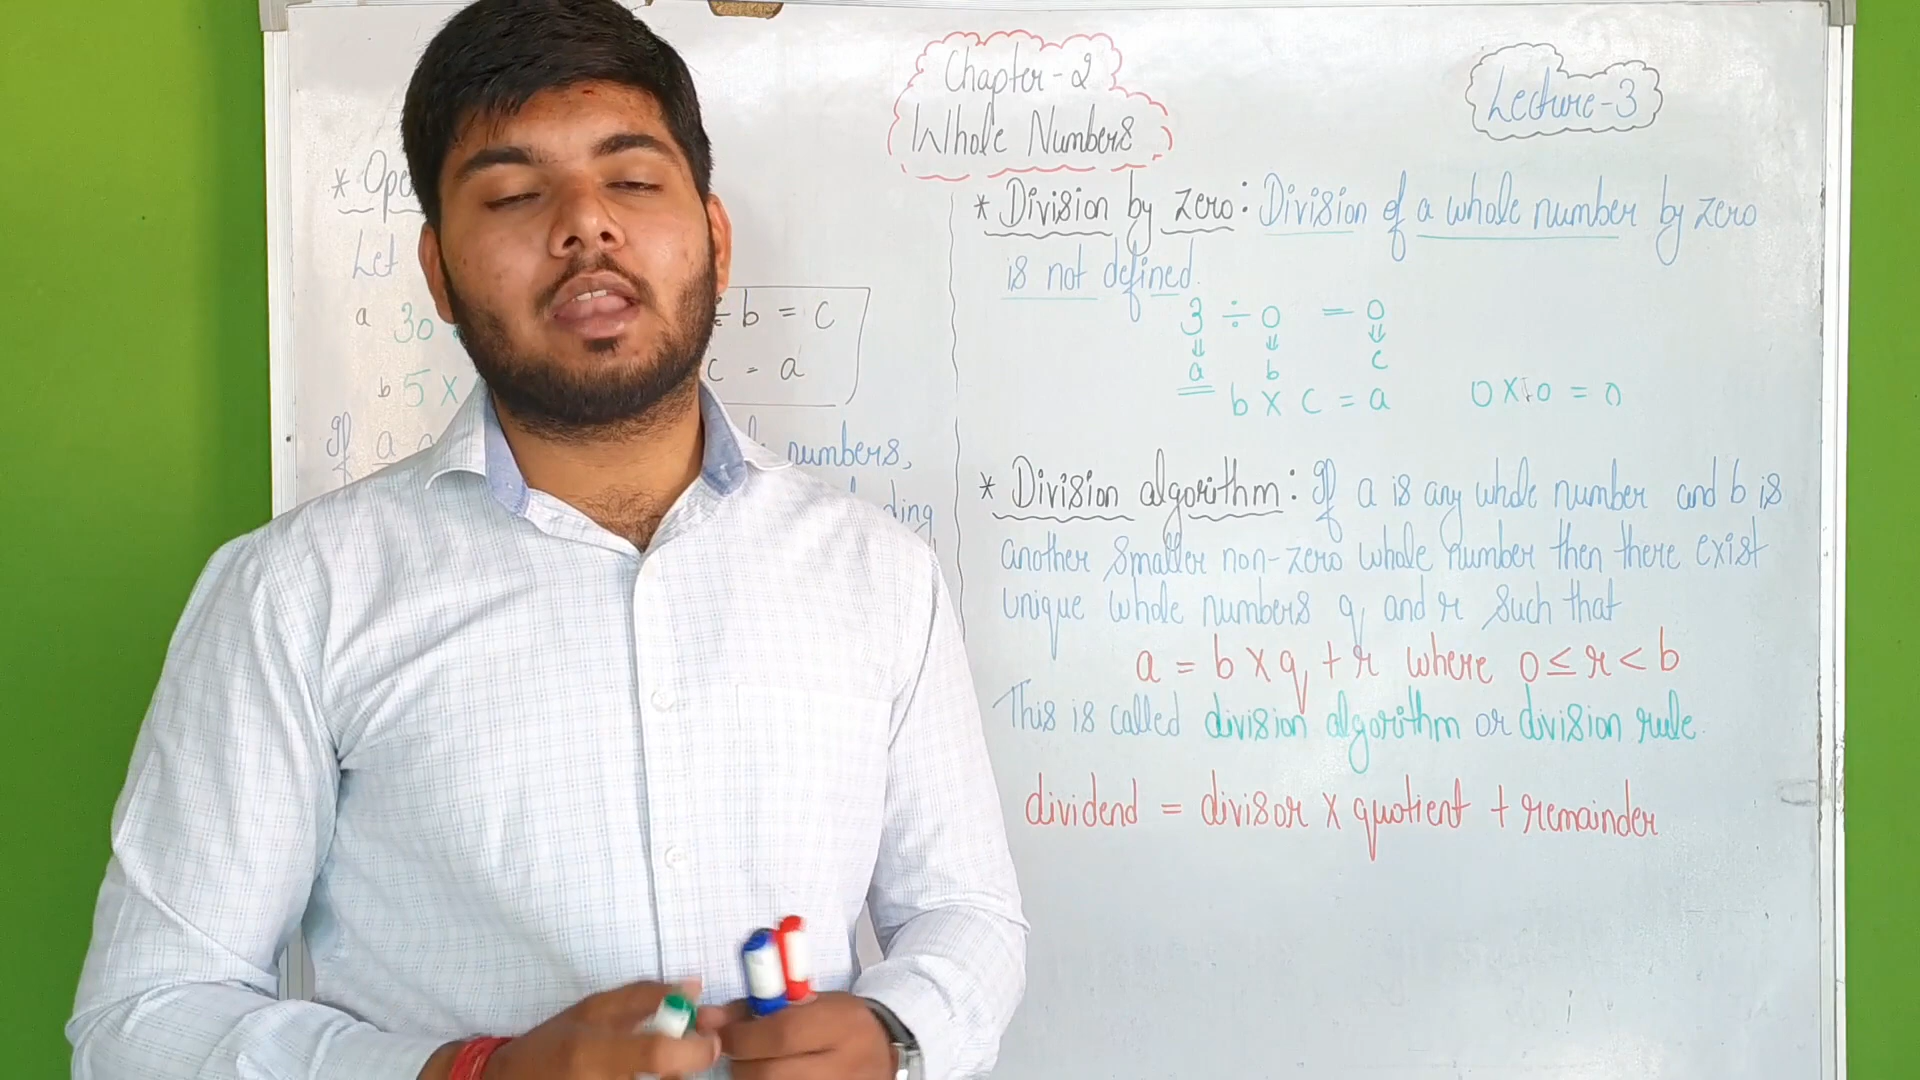 Chapter-2
Whole Numbers
Lecture-3
* Ope
Let
a 30
÷ b = c
c = a
b 5 X
If a
numbers,
ding
* Division by zero: Division of a whole number by zero
is not defined.
3 ÷ 0 = 0
a b c
b X c = a 0 X 0 = 0
* Division algorithm: If a is any whole number and b is
another smaller non-zero whole number then there exist
unique whole numbers q and r such that
a = b X q + r where 0 ≤ r < b
This is called division algorithm or division rule.
dividend = divisor X quotient + remainder